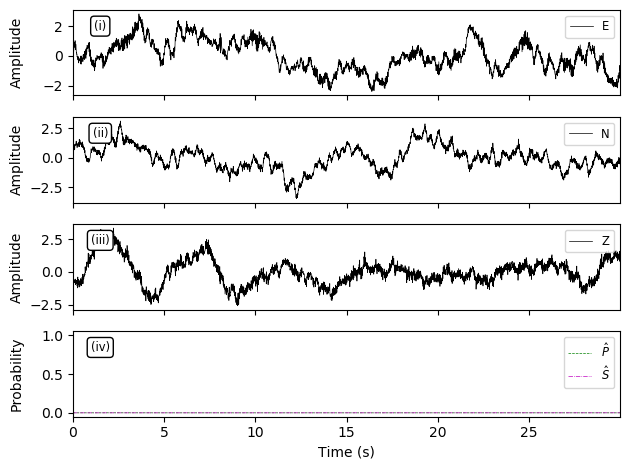 (i)
E
Amplitude
2
0
−2
(ii)
N
Amplitude
2.5
0.0
−2.5
(iii)
Z
Amplitude
2.5
0.0
−2.5
(iv)
P̂
Ŝ
Probability
1.0
0.5
0.0
0 5 10 15 20 25
Time (s)